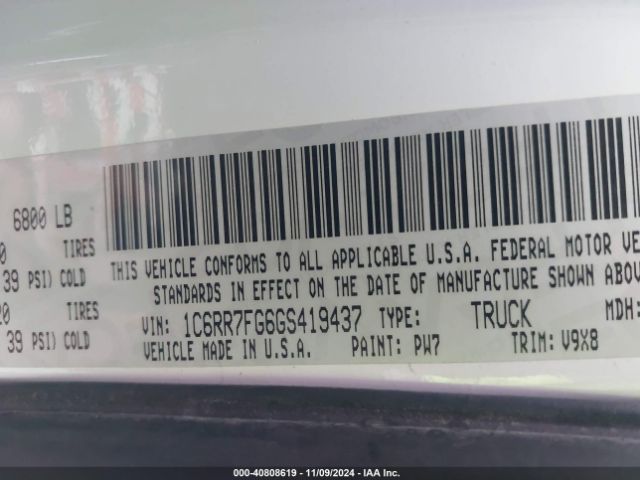 6800 LB
TIRES
39 PSI) COLD
20 TIRES
39 PSI) COLD
THIS VEHICLE CONFORMS TO ALL APPLICABLE U.S.A. FEDERAL MOTOR VE
STANDARDS IN EFFECT ON THE DATE OF MANUFACTURE SHOWN ABOV
VIN: 1C6RR7FG6GS419437 TYPE: TRUCK MDH:
VEHICLE MADE IN U.S.A. PAINT: PW7 TRIM: V9X8
000-40808619 - 11/09/2024 - IAA Inc.